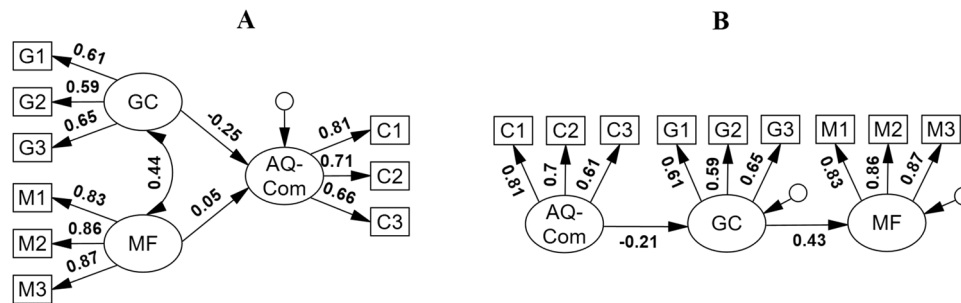 A
G1
0.61
G2
0.59
G3
0.65
GC
-0.25
0.44
M1
0.83
M2
0.86
M3
0.87
MF
0.05
AQ-
Com
0.81
C1
0.71
C2
0.66
C3
B
C1
C2
C3
G1
G2
G3
M1
M2
M3
0.81
0.7
0.61
0.61
0.59
0.65
0.83
0.86
0.87
AQ-
Com
-0.21
GC
0.43
MF